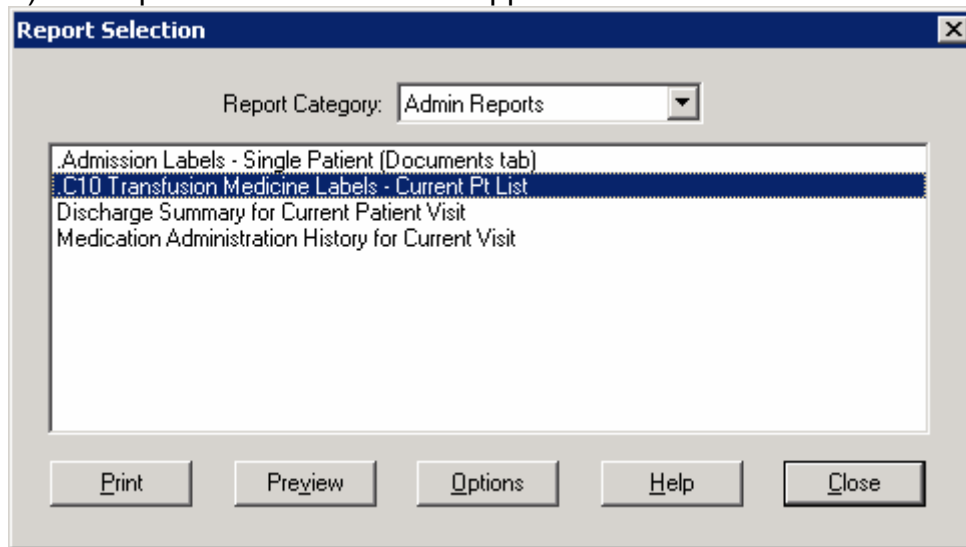 Report Selection
Report Category: Admin Reports
.Admission Labels - Single Patient (Documents tab)
.C10 Transfusion Medicine Labels - Current Pt List
Discharge Summary for Current Patient Visit
Medication Administration History for Current Visit
Print Preview Options Help Close